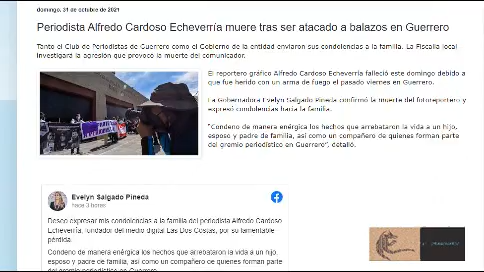 domingo, 31 de octubre de 2021
Periodista Alfredo Cardoso Echeverría muere tras ser atacado a balazos en Guerrero
Tanto el Club de Periodistas de Guerrero como el Gobierno de la entidad enviaron sus condolencias a la familia. La Fiscalía local
investigará la agresión que provocó la muerte del comunicador.
El reportero gráfico Alfredo Cardoso Echeverría falleció este domingo debido a
que fue herido con un arma de fuego el pasado viernes en Guerrero.
La Gobernadora Evelyn Salgado Pineda confirmó la muerte del fotoreportero y
expresó condolencias hacia la familia.
"Condeno de manera enérgica los hechos que arrebataron la vida a un hijo,
esposo y padre de familia, así como un compañero de quienes forman parte
del gremio periodístico en Guerrero", detalló.
Evelyn Salgado Pineda
hace 3 horas
Deseo expresar mis condolencias a la familia del periodista Alfredo Cardoso
Echeverría, fundador del medio digital Las Dos Costas, por su lamentable
pérdida.
Condeno de manera enérgica los hechos que arrebataron la vida a un hijo,
esposo y padre de familia, así como un compañero de quienes forman parte
del gremio periodístico en Guerrero